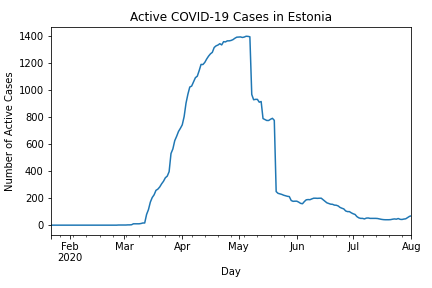 Active COVID-19 Cases in Estonia
Number of Active Cases
1400
1200
1000
800
600
400
200
0
Feb Mar Apr May Jun Jul Aug
2020
Day